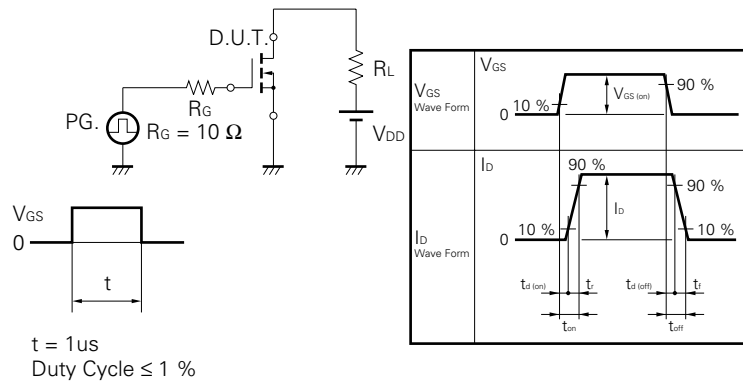 D.U.T.
RL
RG
PG.
RG = 10 Ω
VDD
VGS
0
t
t = 1us
Duty Cycle ≤ 1 %
VGS
Wave Form
VGS
10 %
0
VGS (on)
90 %
ID
Wave Form
ID
90 %
90 %
10 %
0
ID
10 %
td (on)
tr
td (off)
tf
ton
toff